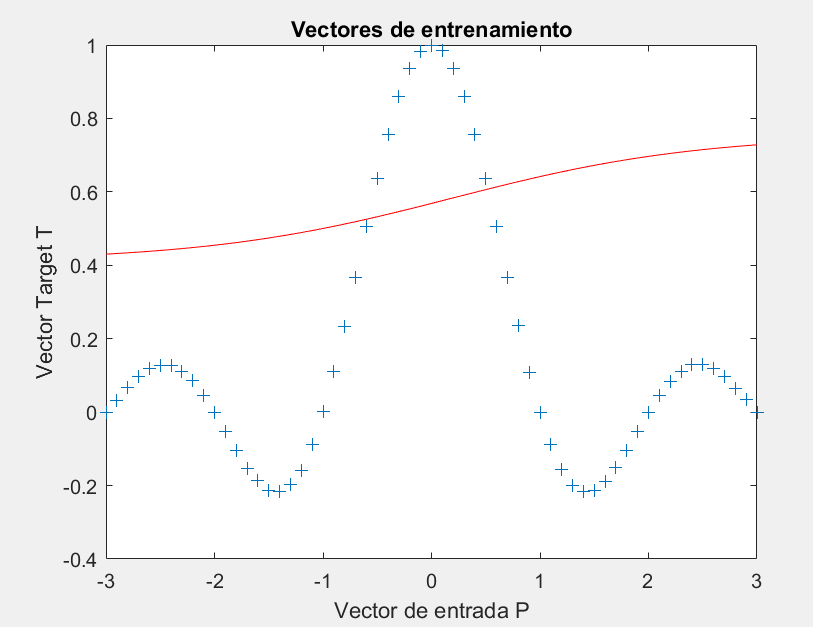 Vectores de entrenamiento
1
0.8
0.6
0.4
0.2
0
-0.2
-0.4
Vector Target T
-3 -2 -1 0 1 2 3
Vector de entrada P